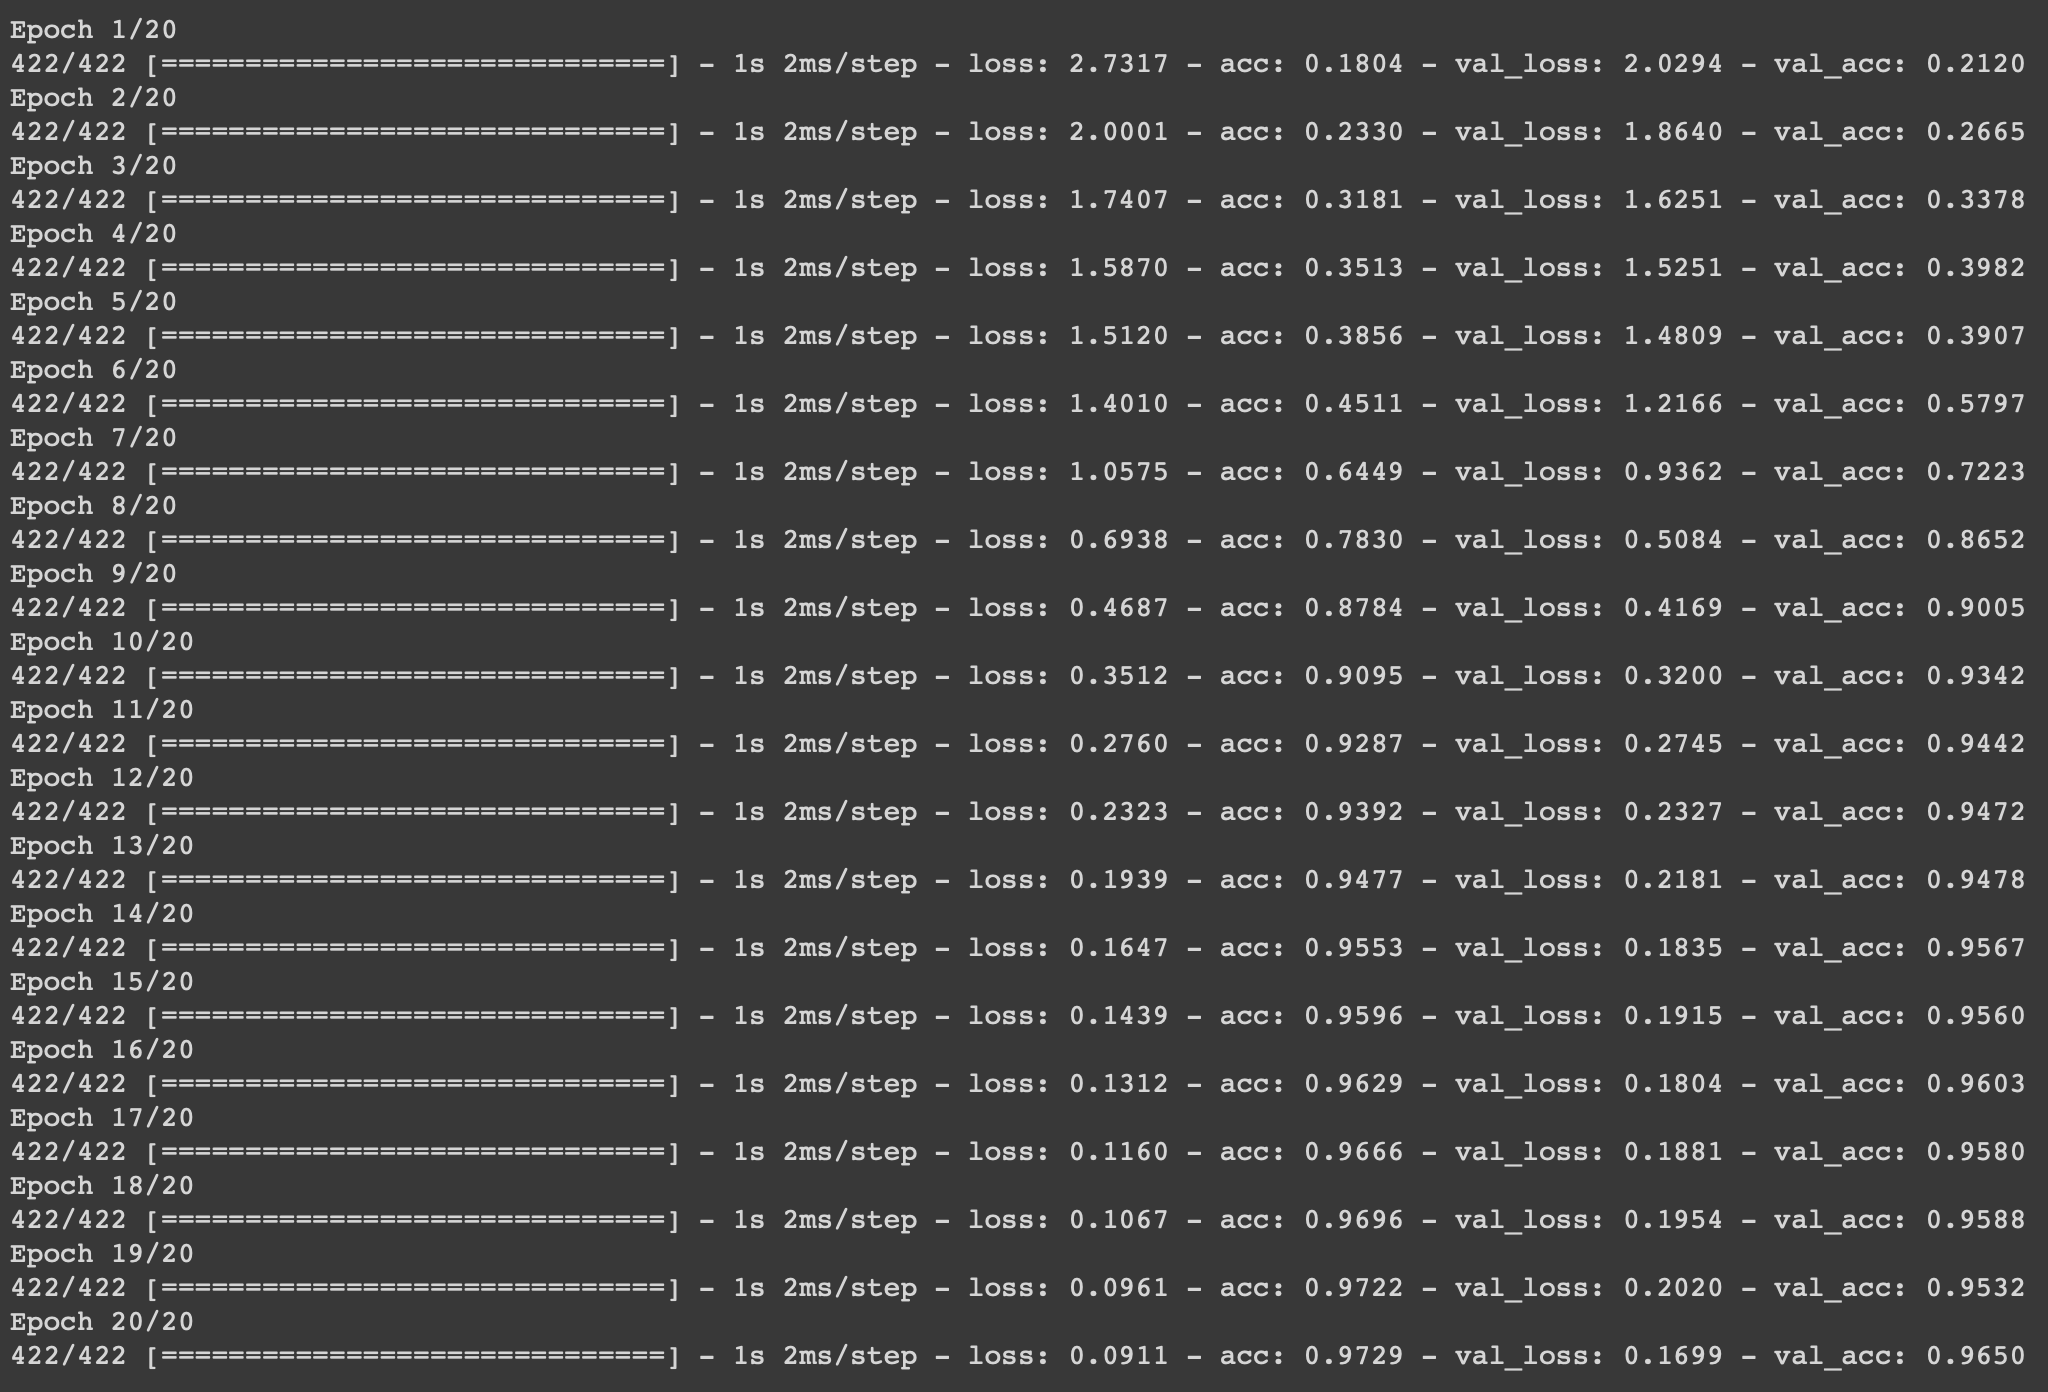 Epoch 1/20
422/422 [==============================] - 1s 2ms/step - loss: 2.7317 - acc: 0.1804 - val_loss: 2.0294 - val_acc: 0.2120
Epoch 2/20
422/422 [==============================] - 1s 2ms/step - loss: 2.0001 - acc: 0.2330 - val_loss: 1.8640 - val_acc: 0.2665
Epoch 3/20
422/422 [==============================] - 1s 2ms/step - loss: 1.7407 - acc: 0.3181 - val_loss: 1.6251 - val_acc: 0.3378
Epoch 4/20
422/422 [==============================] - 1s 2ms/step - loss: 1.5870 - acc: 0.3513 - val_loss: 1.5251 - val_acc: 0.3982
Epoch 5/20
422/422 [==============================] - 1s 2ms/step - loss: 1.5120 - acc: 0.3856 - val_loss: 1.4809 - val_acc: 0.3907
Epoch 6/20
422/422 [==============================] - 1s 2ms/step - loss: 1.4010 - acc: 0.4511 - val_loss: 1.2166 - val_acc: 0.5797
Epoch 7/20
422/422 [==============================] - 1s 2ms/step - loss: 1.0575 - acc: 0.6449 - val_loss: 0.9362 - val_acc: 0.7223
Epoch 8/20
422/422 [==============================] - 1s 2ms/step - loss: 0.6938 - acc: 0.7830 - val_loss: 0.5084 - val_acc: 0.8652
Epoch 9/20
422/422 [==============================] - 1s 2ms/step - loss: 0.4687 - acc: 0.8784 - val_loss: 0.4169 - val_acc: 0.9005
Epoch 10/20
422/422 [==============================] - 1s 2ms/step - loss: 0.3512 - acc: 0.9095 - val_loss: 0.3200 - val_acc: 0.9342
Epoch 11/20
422/422 [==============================] - 1s 2ms/step - loss: 0.2760 - acc: 0.9287 - val_loss: 0.2745 - val_acc: 0.9442
Epoch 12/20
422/422 [==============================] - 1s 2ms/step - loss: 0.2323 - acc: 0.9392 - val_loss: 0.2327 - val_acc: 0.9472
Epoch 13/20
422/422 [==============================] - 1s 2ms/step - loss: 0.1939 - acc: 0.9477 - val_loss: 0.2181 - val_acc: 0.9478
Epoch 14/20
422/422 [==============================] - 1s 2ms/step - loss: 0.1647 - acc: 0.9553 - val_loss: 0.1835 - val_acc: 0.9567
Epoch 15/20
422/422 [==============================] - 1s 2ms/step - loss: 0.1439 - acc: 0.9596 - val_loss: 0.1915 - val_acc: 0.9560
Epoch 16/20
422/422 [==============================] - 1s 2ms/step - loss: 0.1312 - acc: 0.9629 - val_loss: 0.1804 - val_acc: 0.9603
Epoch 17/20
422/422 [==============================] - 1s 2ms/step - loss: 0.1160 - acc: 0.9666 - val_loss: 0.1881 - val_acc: 0.9580
Epoch 18/20
422/422 [==============================] - 1s 2ms/step - loss: 0.1067 - acc: 0.9696 - val_loss: 0.1954 - val_acc: 0.9588
Epoch 19/20
422/422 [==============================] - 1s 2ms/step - loss: 0.0961 - acc: 0.9722 - val_loss: 0.2020 - val_acc: 0.9532
Epoch 20/20
422/422 [==============================] - 1s 2ms/step - loss: 0.0911 - acc: 0.9729 - val_loss: 0.1699 - val_acc: 0.9650